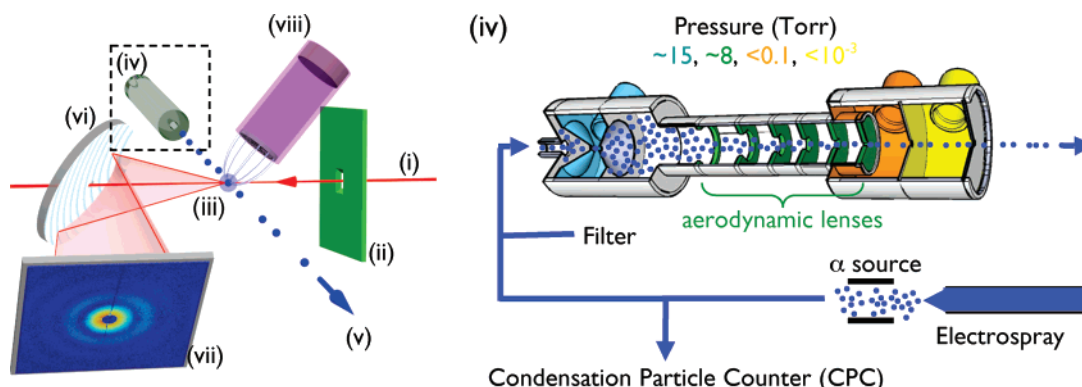 (viii)
(iv)
(vi)
(i)
(iii)
(ii)
(v)
(vii)
(iv)
Pressure (Torr)
~15, ~8, <0.1, <10⁻³
aerodynamic lenses
Filter
α source
Electrospray
Condensation Particle Counter (CPC)